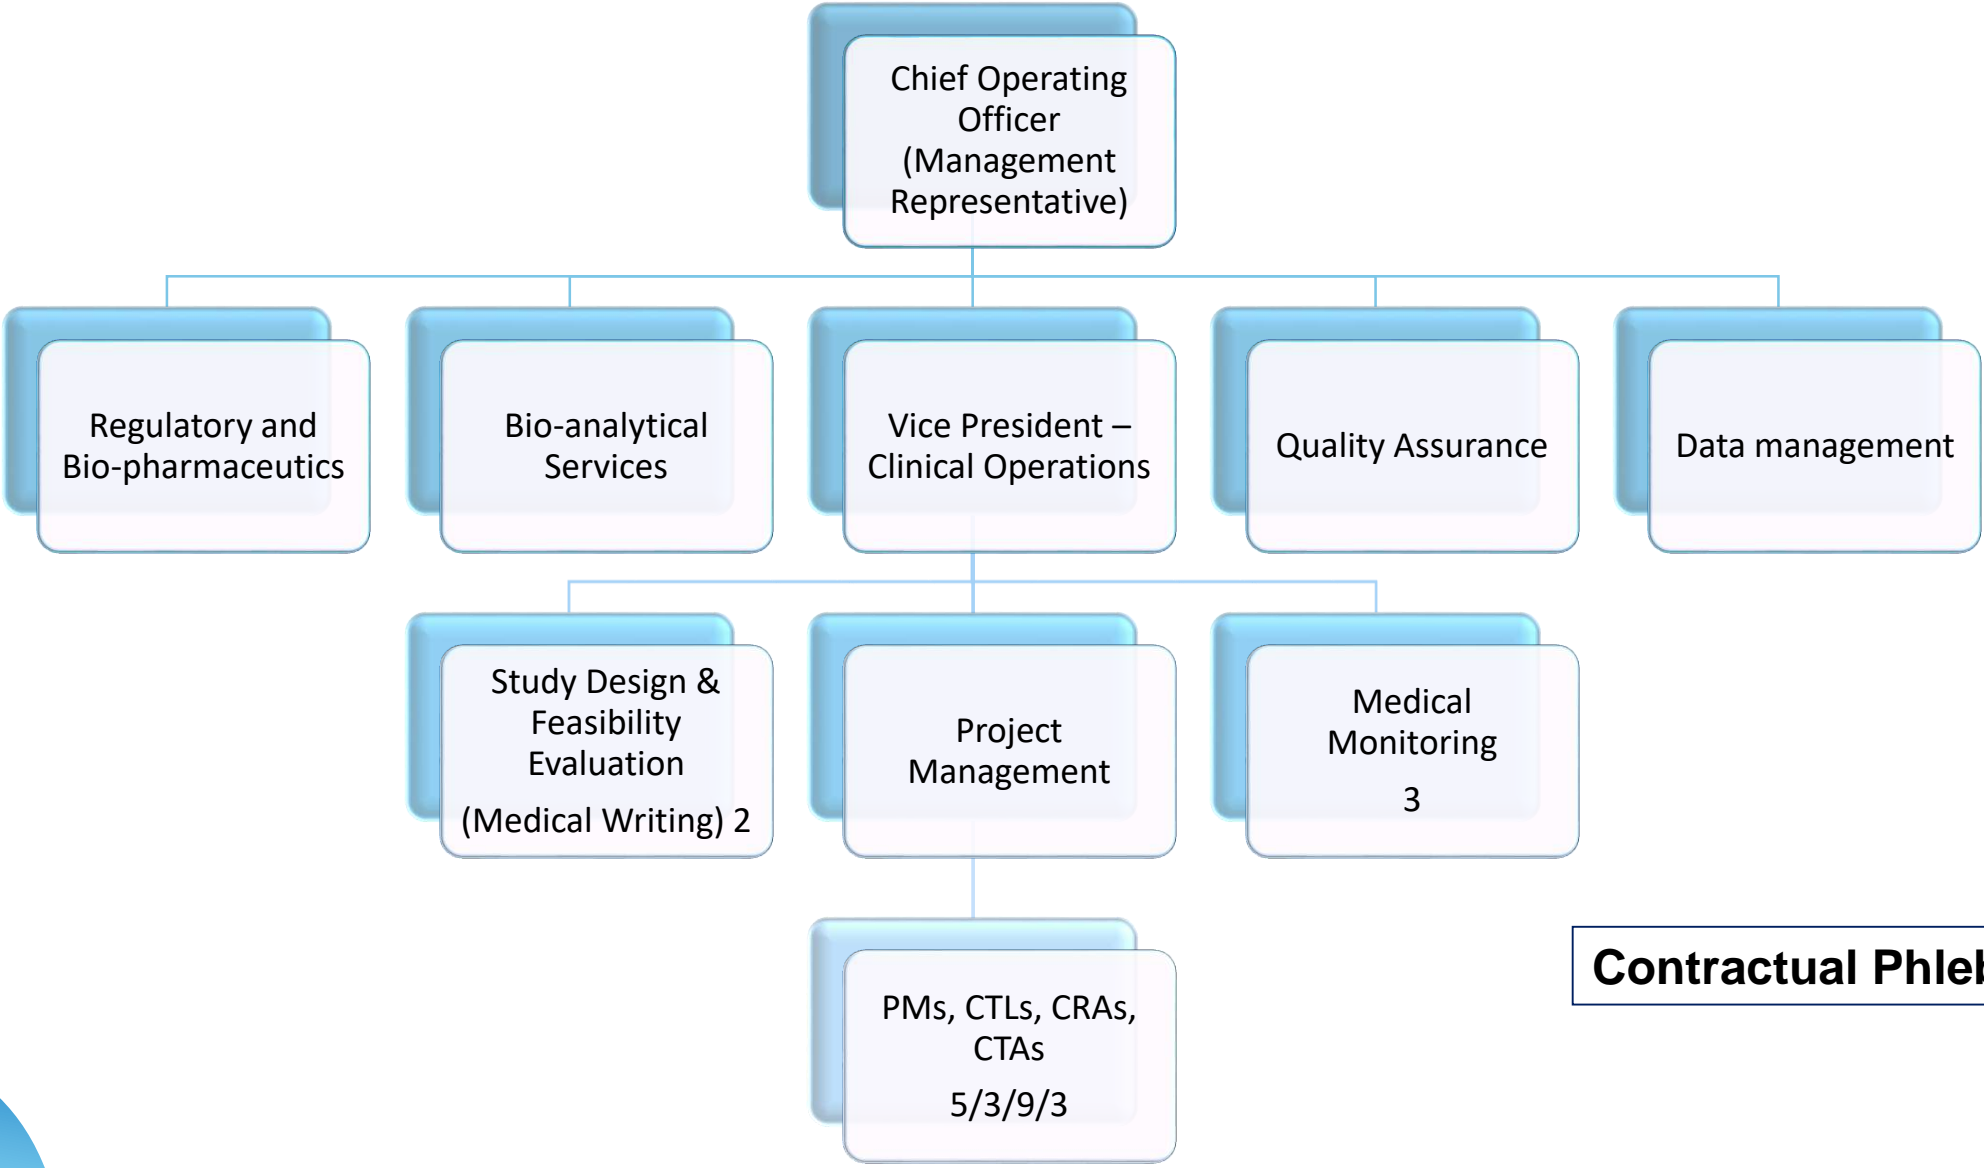 Chief Operating
Officer
(Management
Representative)
Regulatory and
Bio-pharmaceutics
Bio-analytical
Services
Vice President –
Clinical Operations
Quality Assurance
Data management
Study Design &
Feasibility
Evaluation
(Medical Writing) 2
Project
Management
Medical
Monitoring
3
Contractual
PMs, CTLs, CRAs,
CTAs
5/3/9/3